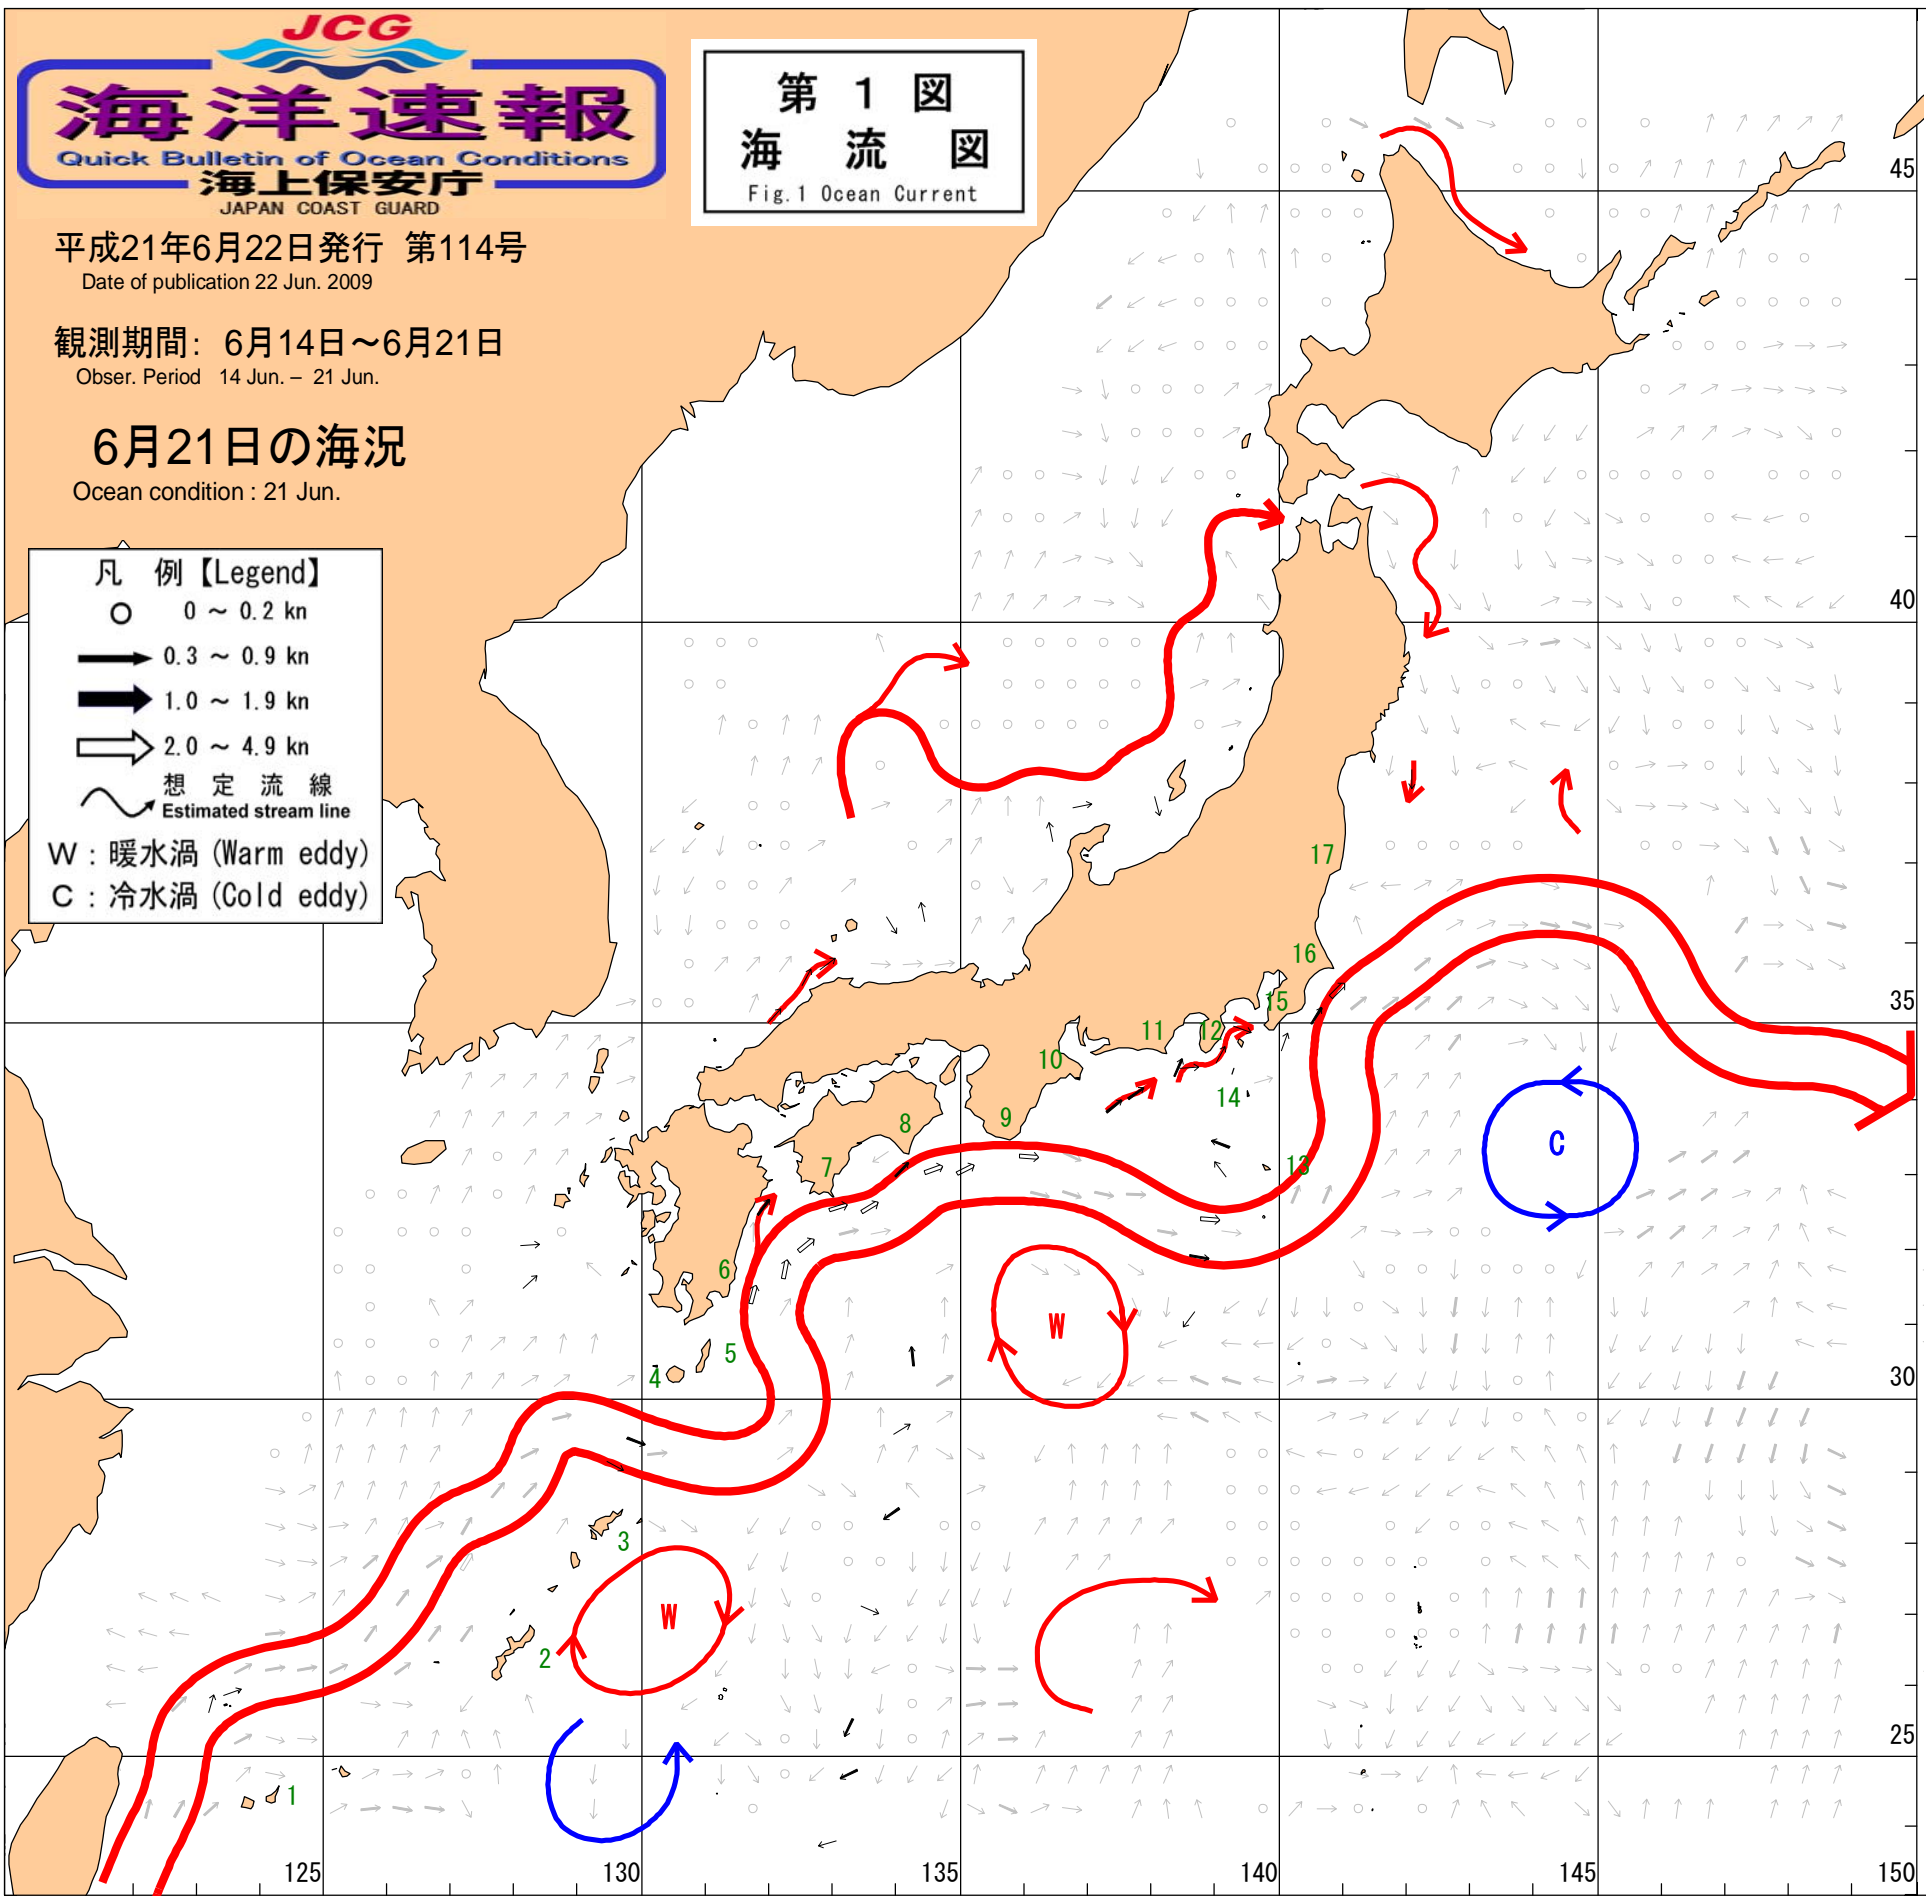 JCG
海洋速報
Quick Bulletin of Ocean Conditions
海上保安庁
JAPAN COAST GUARD
第 1 図
海 流 図
Fig.1 Ocean Current
平成21年6月22日発行 第114号
Date of publication 22 Jun. 2009
観測期間： 6月14日～6月21日
Obser. Period 14 Jun. – 21 Jun.
6月21日の海況
Ocean condition : 21 Jun.
凡 例【Legend】
0 ～ 0.2 kn
0.3 ～ 0.9 kn
1.0 ～ 1.9 kn
2.0 ～ 4.9 kn
想 定 流 線
Estimated stream line
W : 暖水渦 (Warm eddy)
C : 冷水渦 (Cold eddy)
45
40
17
16
35
15
12
11
10
14
9
8
C
7
13
6
W
5
4
30
3
W
2
25
1
125
130
135
140
145
150